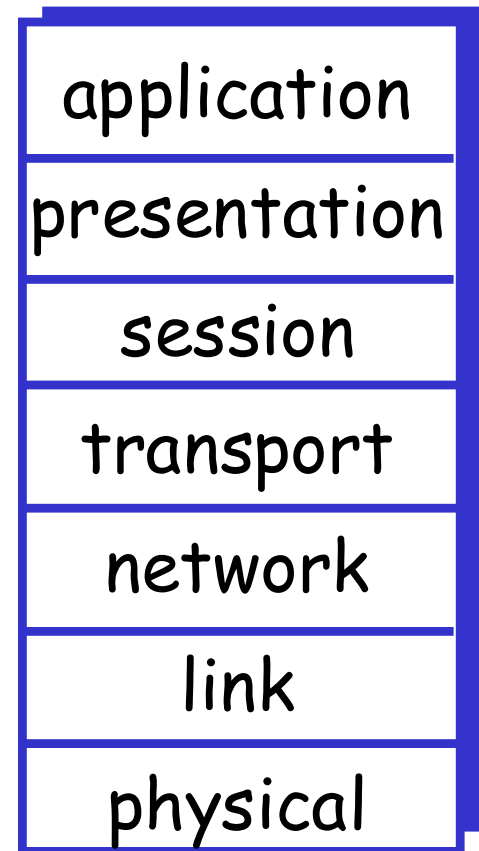 application
presentation
session
transport
network
link
physical